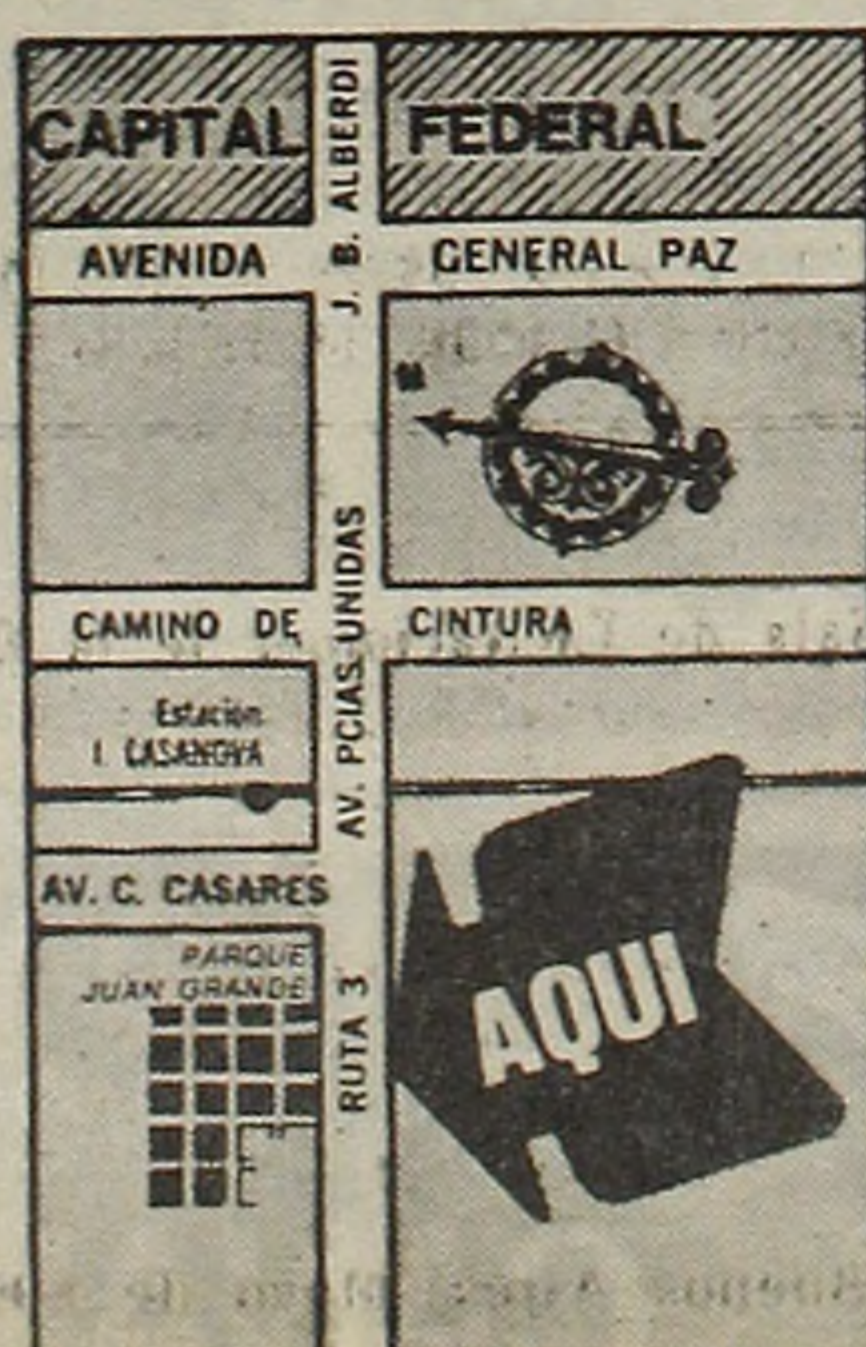 CAPITAL FEDERAL
J. B. ALBERDI
AVENIDA GENERAL PAZ
CAMINO DE CINTURA
AV. PCIAS. UNIDAS
Estación
I. CASANOVA
AV. C. CASARES
PARQUE
JUAN GRANDE
RUTA 3
AQUI